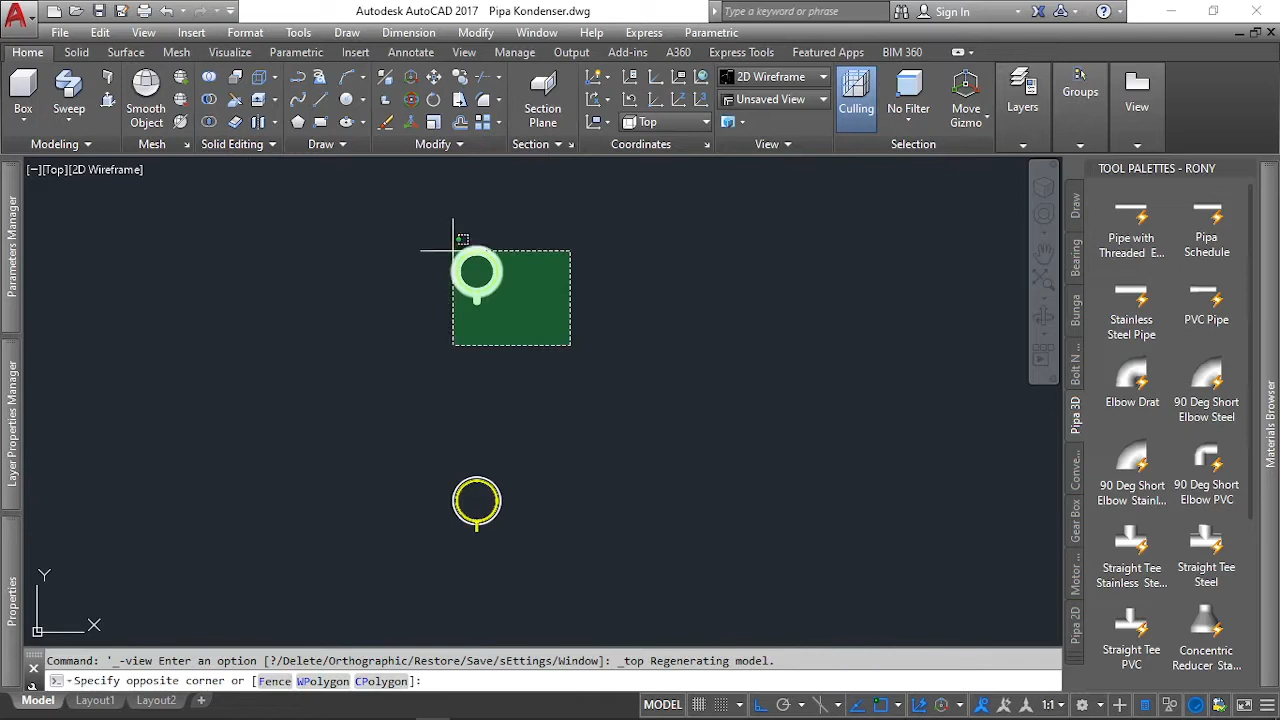 Autodesk AutoCAD 2017 Pipa Kondenser.dwg
Type a keyword or phrase
Sign In
File Edit View Insert Format Tools Draw Dimension Modify Window Help Express Parametric
Home Solid Surface Mesh Visualize Parametric Insert Annotate View Manage Output Add-ins A360 Express Tools Featured Apps BIM 360
Box
Sweep
Smooth
Object
Section
Plane
2D Wireframe
Unsaved View
Top
Culling
No Filter
Move
Gizmo
Layers
Groups
View
Modeling
Mesh
Solid Editing
Draw
Modify
Section
Coordinates
View
Selection
[−][Top][2D Wireframe]
Parameters Manager
Layer Properties Manager
Properties
Y
X
TOOL PALETTES - RONY
Draw
Bearing
Bunga
Bolt N ...
Pipa 3D
Conve...
Gear Box
Motor ...
Pipa 2D
Pipe with
Threaded E...
Pipa
Schedule
Stainless
Steel Pipe
PVC Pipe
Elbow Drat
90 Deg Short
Elbow Steel
90 Deg Short
Elbow Stainl...
90 Deg Short
Elbow PVC
Straight Tee
Stainless Ste...
Straight Tee
Steel
Straight Tee
PVC
Concentric
Reducer Sta...
Materials Browser
Command: '_-view Enter an option [?/Delete/Orthographic/Restore/Save/sEttings/Window]: _top Regenerating model.
Specify opposite corner or [Fence WPolygon CPolygon]:
Model Layout1 Layout2
MODEL
1:1